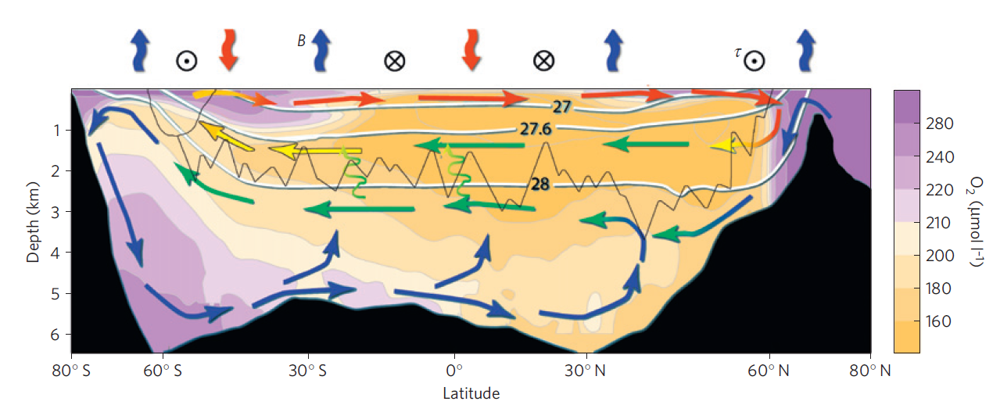 B
τ
27
27.6
28
1
2
3
4
5
6
Depth (km)
80° S
60° S
30° S
0°
30° N
60° N
80° N
Latitude
280
240
220
210
200
180
160
O₂ (µmol l⁻¹)